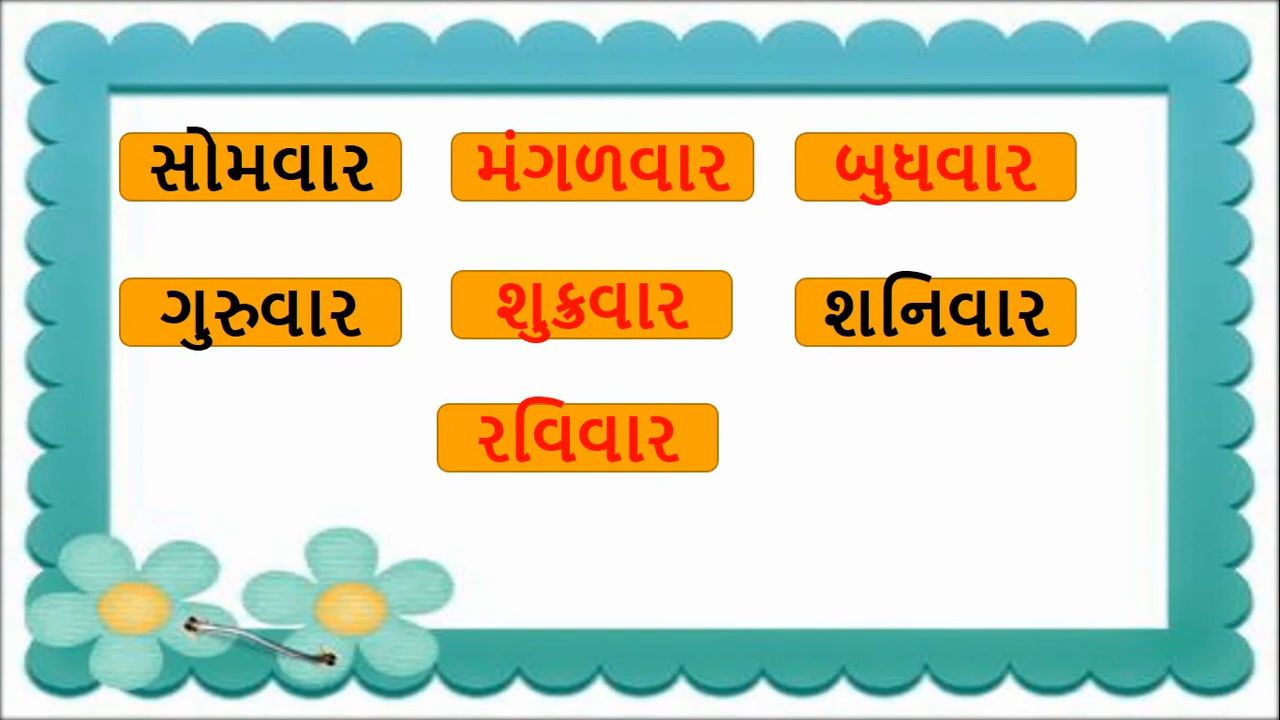 સોમવાર મંગળવાર બુધવાર
ગુરુવાર શુક્રવાર શનિવાર
રવિવાર